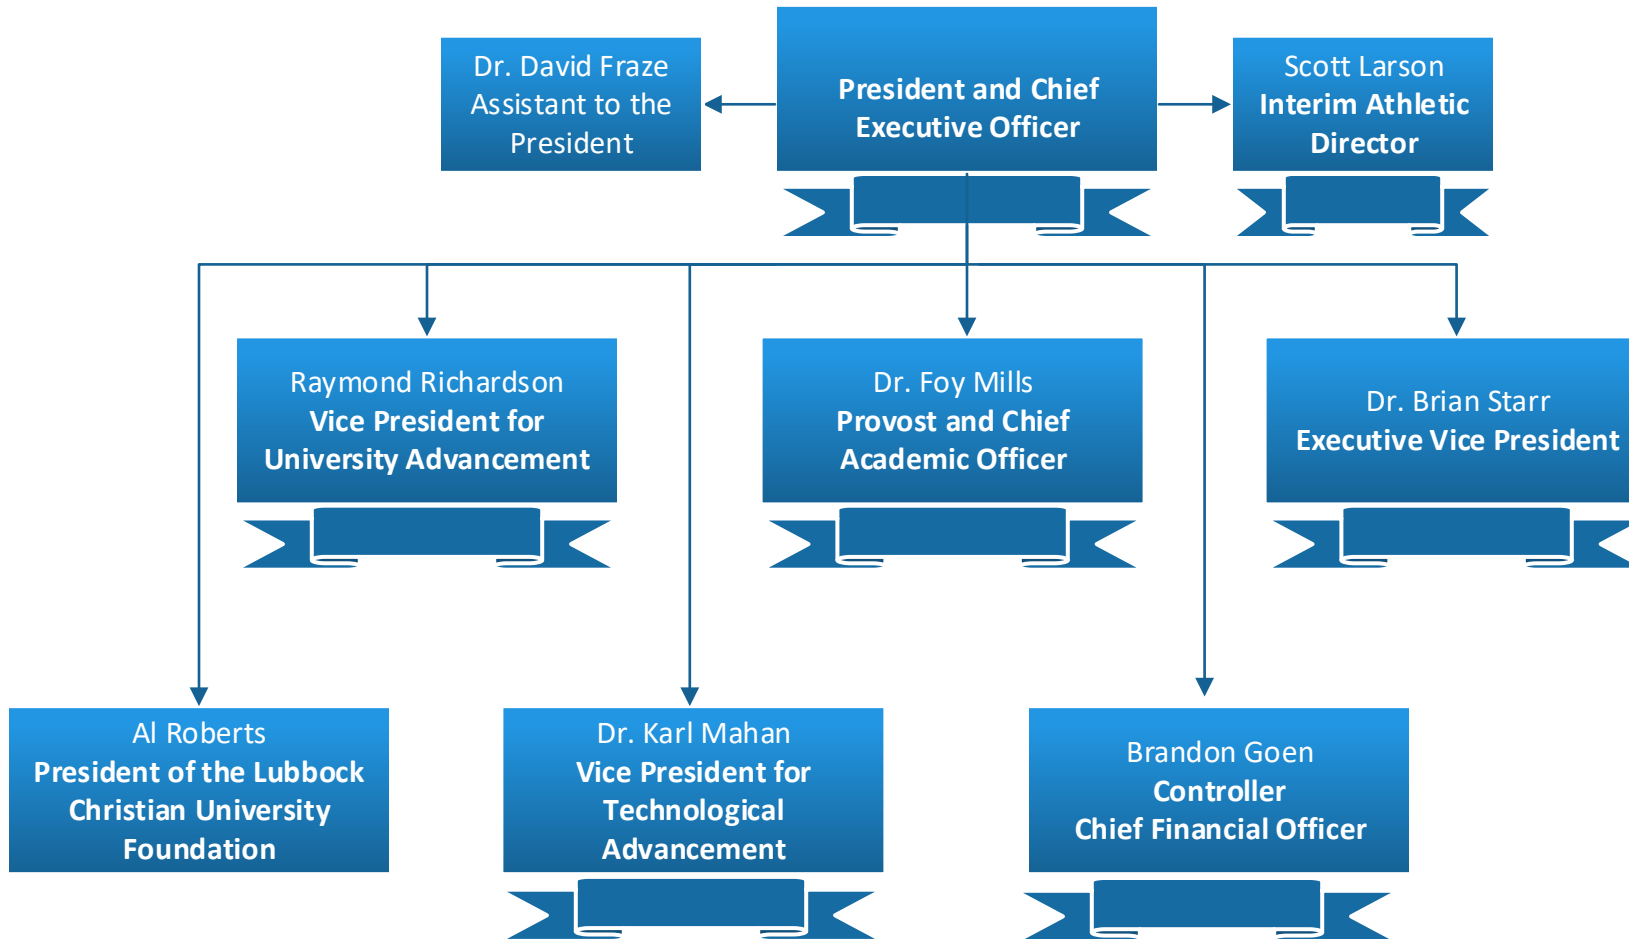 Dr. David Fraze
Assistant to the
President
President and Chief
Executive Officer
Scott Larson
Interim Athletic
Director
Raymond Richardson
Vice President for
University Advancement
Dr. Foy Mills
Provost and Chief
Academic Officer
Dr. Brian Starr
Executive Vice President
Al Roberts
President of the Lubbock
Christian University
Foundation
Dr. Karl Mahan
Vice President for
Technological
Advancement
Brandon Goen
Controller
Chief Financial Officer